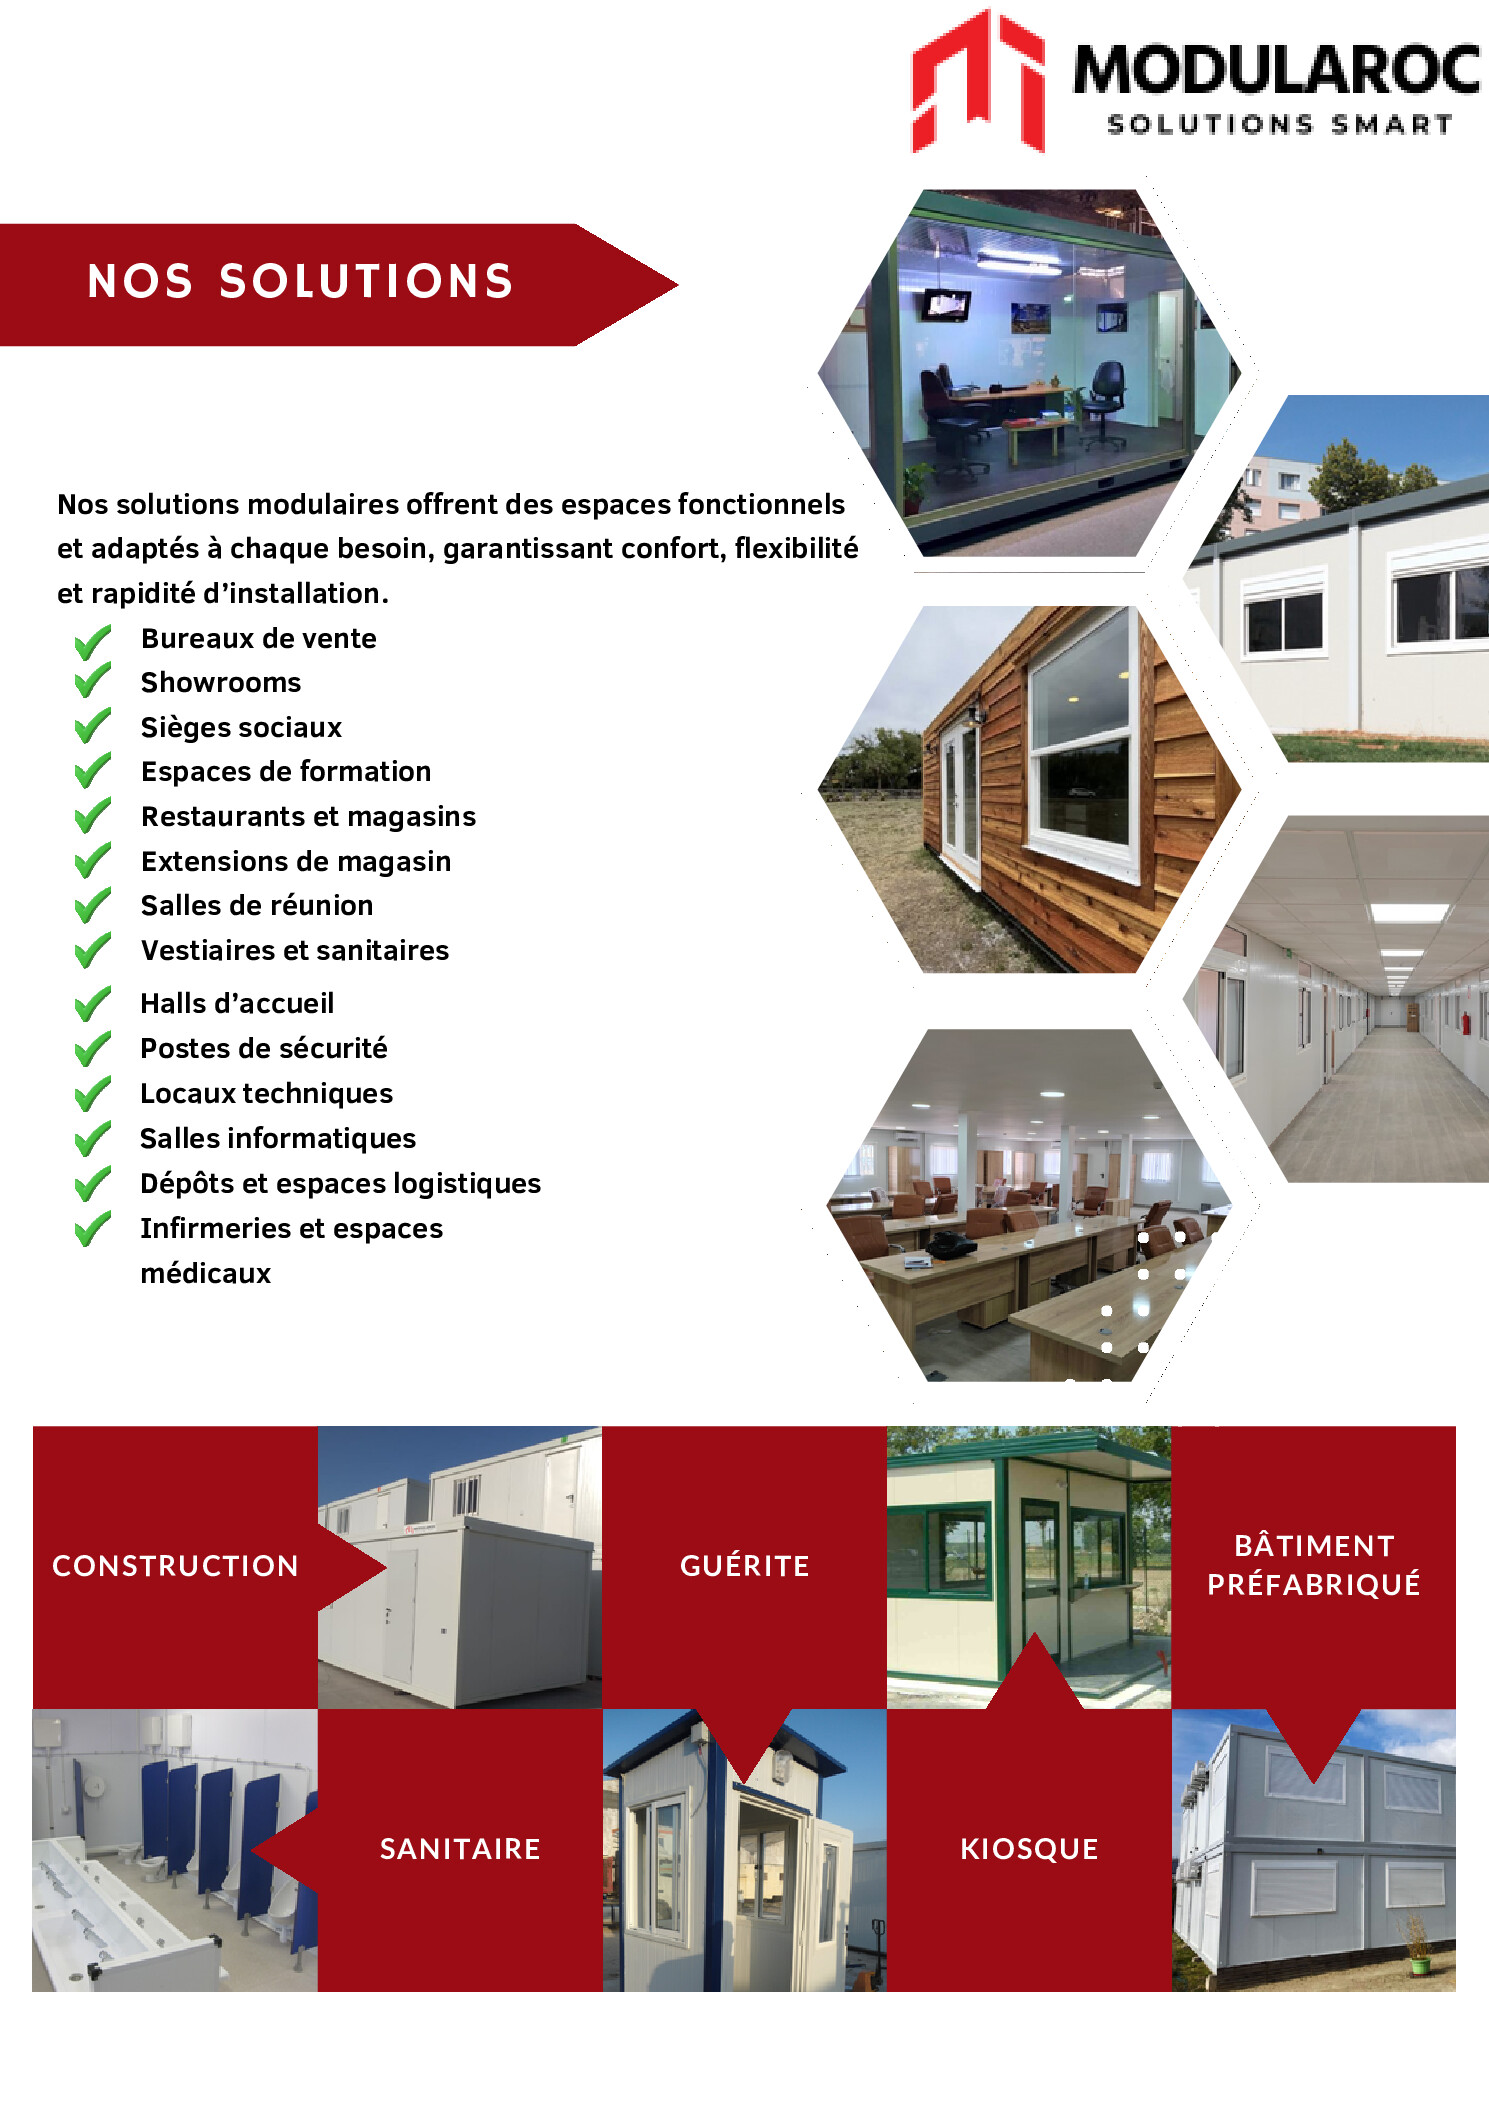 MODULAROC
SOLUTIONS SMART
NOS SOLUTIONS
Nos solutions modulaires offrent des espaces fonctionnels
et adaptés à chaque besoin, garantissant confort, flexibilité
et rapidité d’installation.
Bureaux de vente
Showrooms
Sièges sociaux
Espaces de formation
Restaurants et magasins
Extensions de magasin
Salles de réunion
Vestiaires et sanitaires
Halls d’accueil
Postes de sécurité
Locaux techniques
Salles informatiques
Dépôts et espaces logistiques
Infirmeries et espaces
médicaux
CONSTRUCTION
GUÉRITE
BÂTIMENT
PRÉFABRIQUÉ
SANITAIRE
KIOSQUE